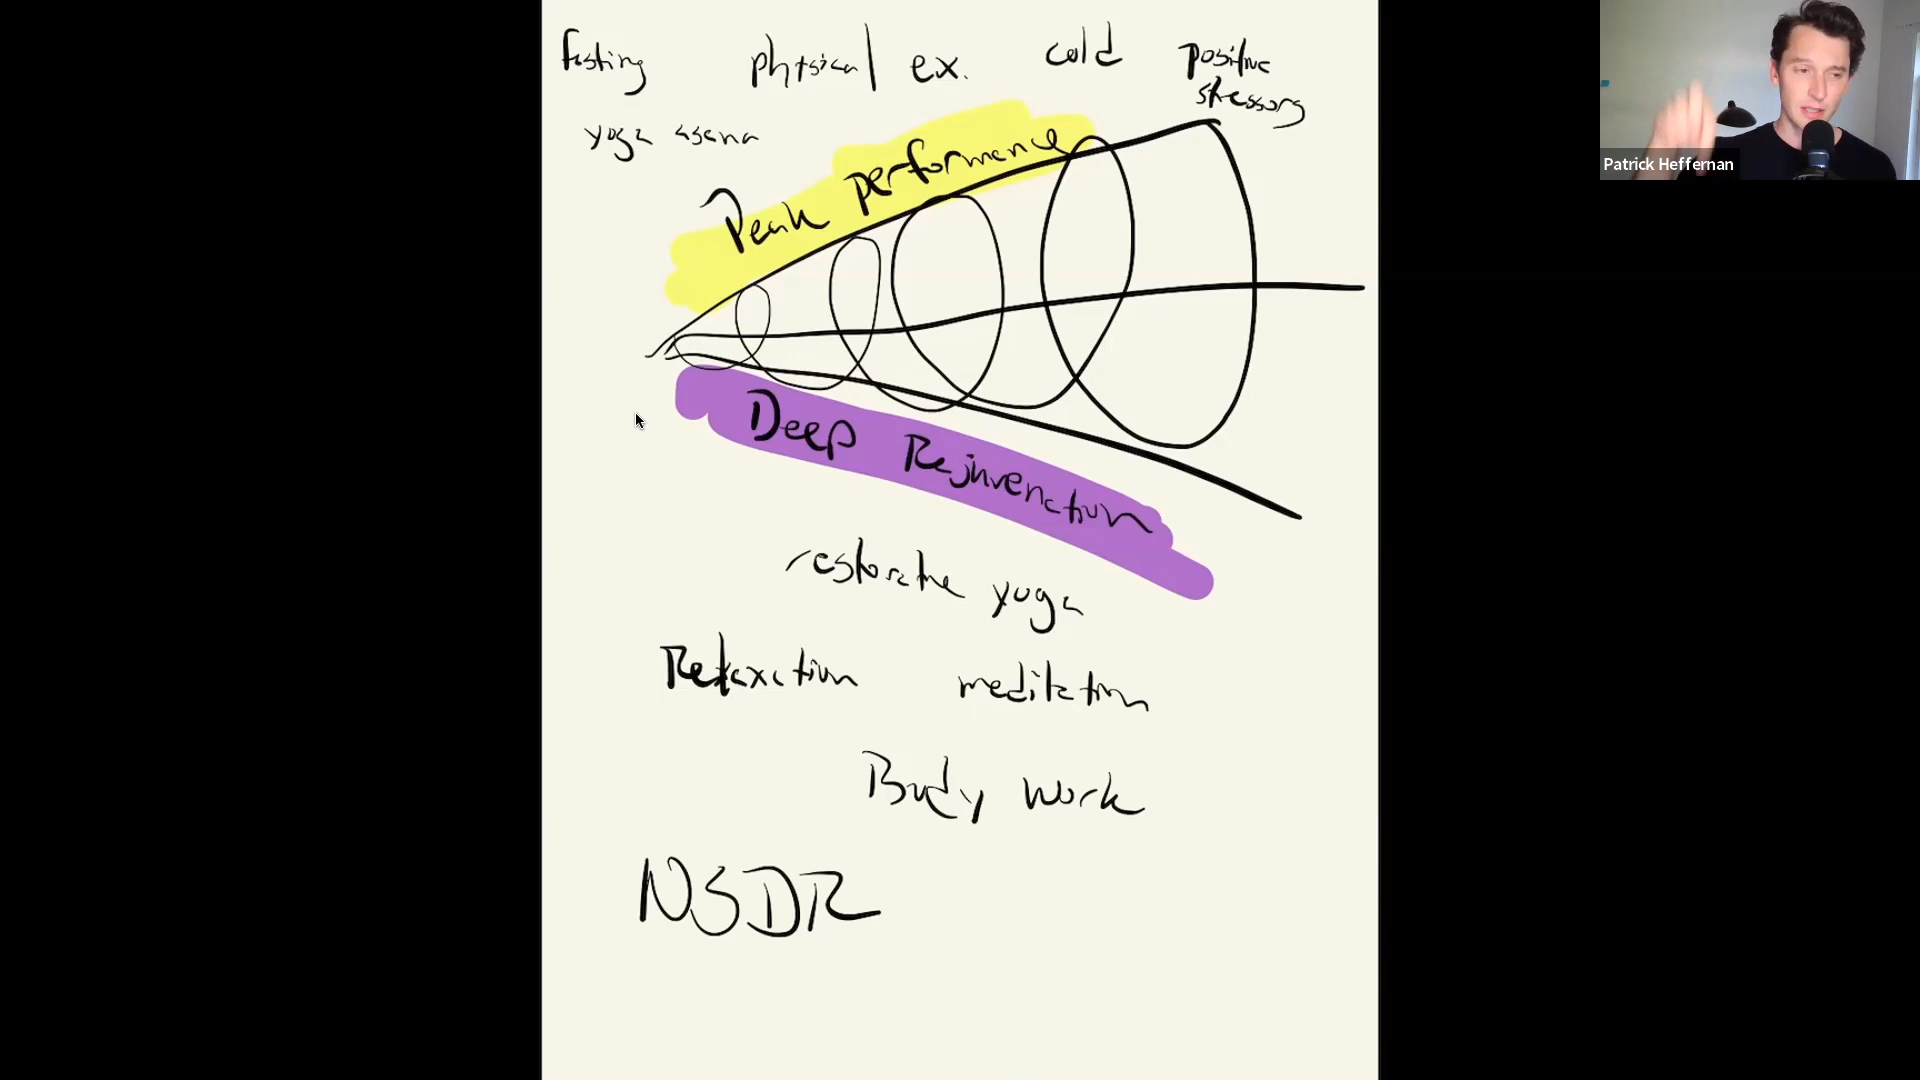 fasting physical ex. cold positive
stressors
yoga asana
Peak performance
Deep Rejuvenation
restorative yoga
Relaxation meditation
Body work
NSDR
Patrick Heffernan